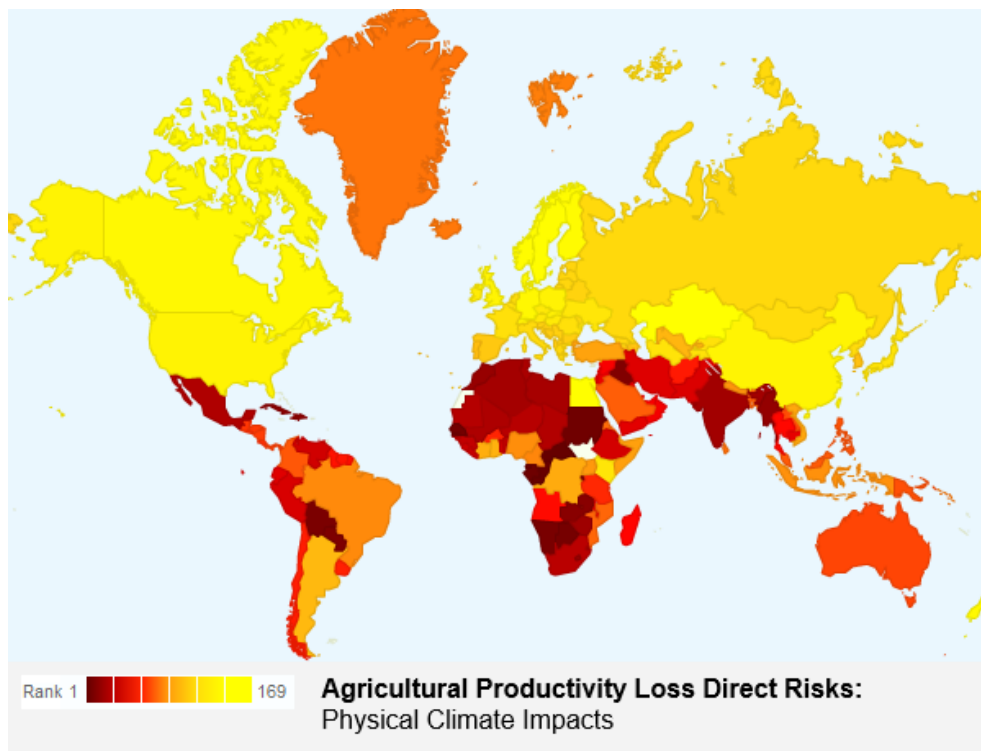 Rank 1 169
Agricultural Productivity Loss Direct Risks:
Physical Climate Impacts